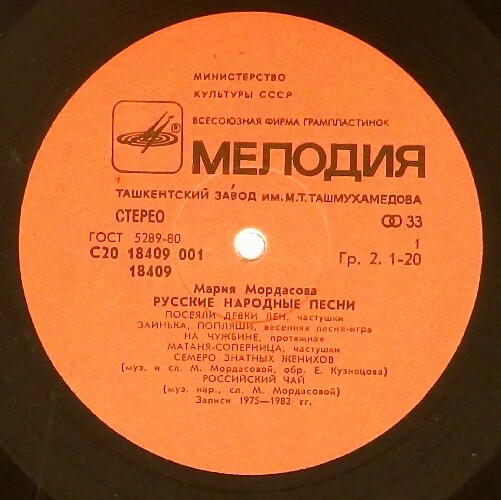 МИНИСТЕРСТВО
КУЛЬТУРЫ СССР
ВСЕСОЮЗНАЯ ФИРМА ГРАМПЛАСТИНОК
® МЕЛОДИЯ
ТАШКЕНТСКИЙ ЗАВОД ИМ. М.Т. ТАШМУХАМЕДОВА
СТЕРЕО
33
ГОСТ 5289-80
1
С20 18409 001
Гр. 2. 1-20
18409
Мария Мордасова
РУССКИЕ НАРОДНЫЕ ПЕСНИ
ПОСЕЯЛИ ДЕВКИ ЛЕН, частушки
ЗАИНЬКА, ПОПЛЯШИ, весенняя песня-игра
НА ЧУЖБИНЕ, протяжная
МАТАНЯ-СОПЕРНИЦА, частушки
СЕМЕРО ЗНАТНЫХ ЖЕНИХОВ
(муз. и сл. М. Мордасовой, обр. Е. Кузнецова)
РОССИЙСКИЙ ЧАЙ
(муз. нар., сл. М. Мордасовой)
Записи 1975—1982 гг.